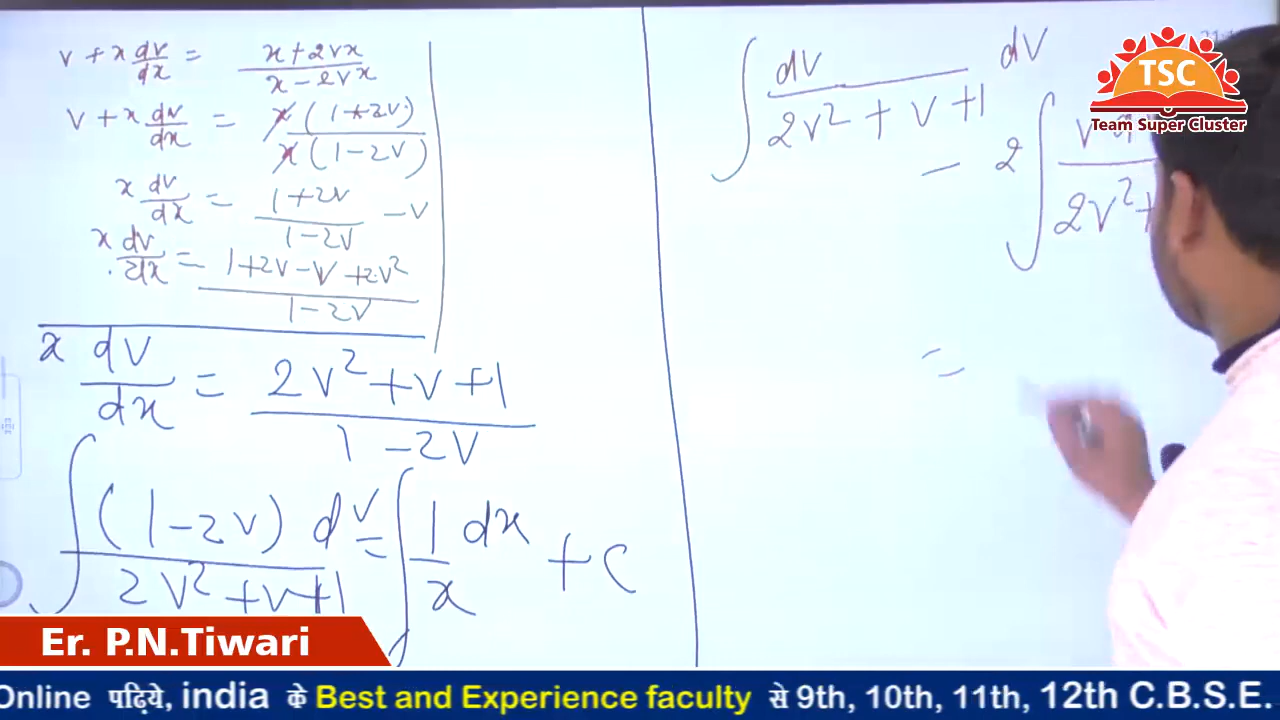 v + x dv/dx = (x + 2vx)/(x - 2vx)
v + x dv/dx = x(1+2v)/x(1-2v)
x dv/dx = (1+2v)/(1-2v) - v
x dv/dx = (1+2v-v+2v²)/(1-2v)
x dv/dx = (2v²+v+1)/(1-2v)
∫ (1-2v) dv/(2v²+v+1) = ∫ 1/x dx + c
∫ dv/(2v²+v+1) dv
- 2 ∫ v /2v²+
=
TSC
Team Super Cluster
Er. P.N.Tiwari
Online पढ़िये, india के Best and Experience faculty से 9th, 10th, 11th, 12th C.B.S.E.